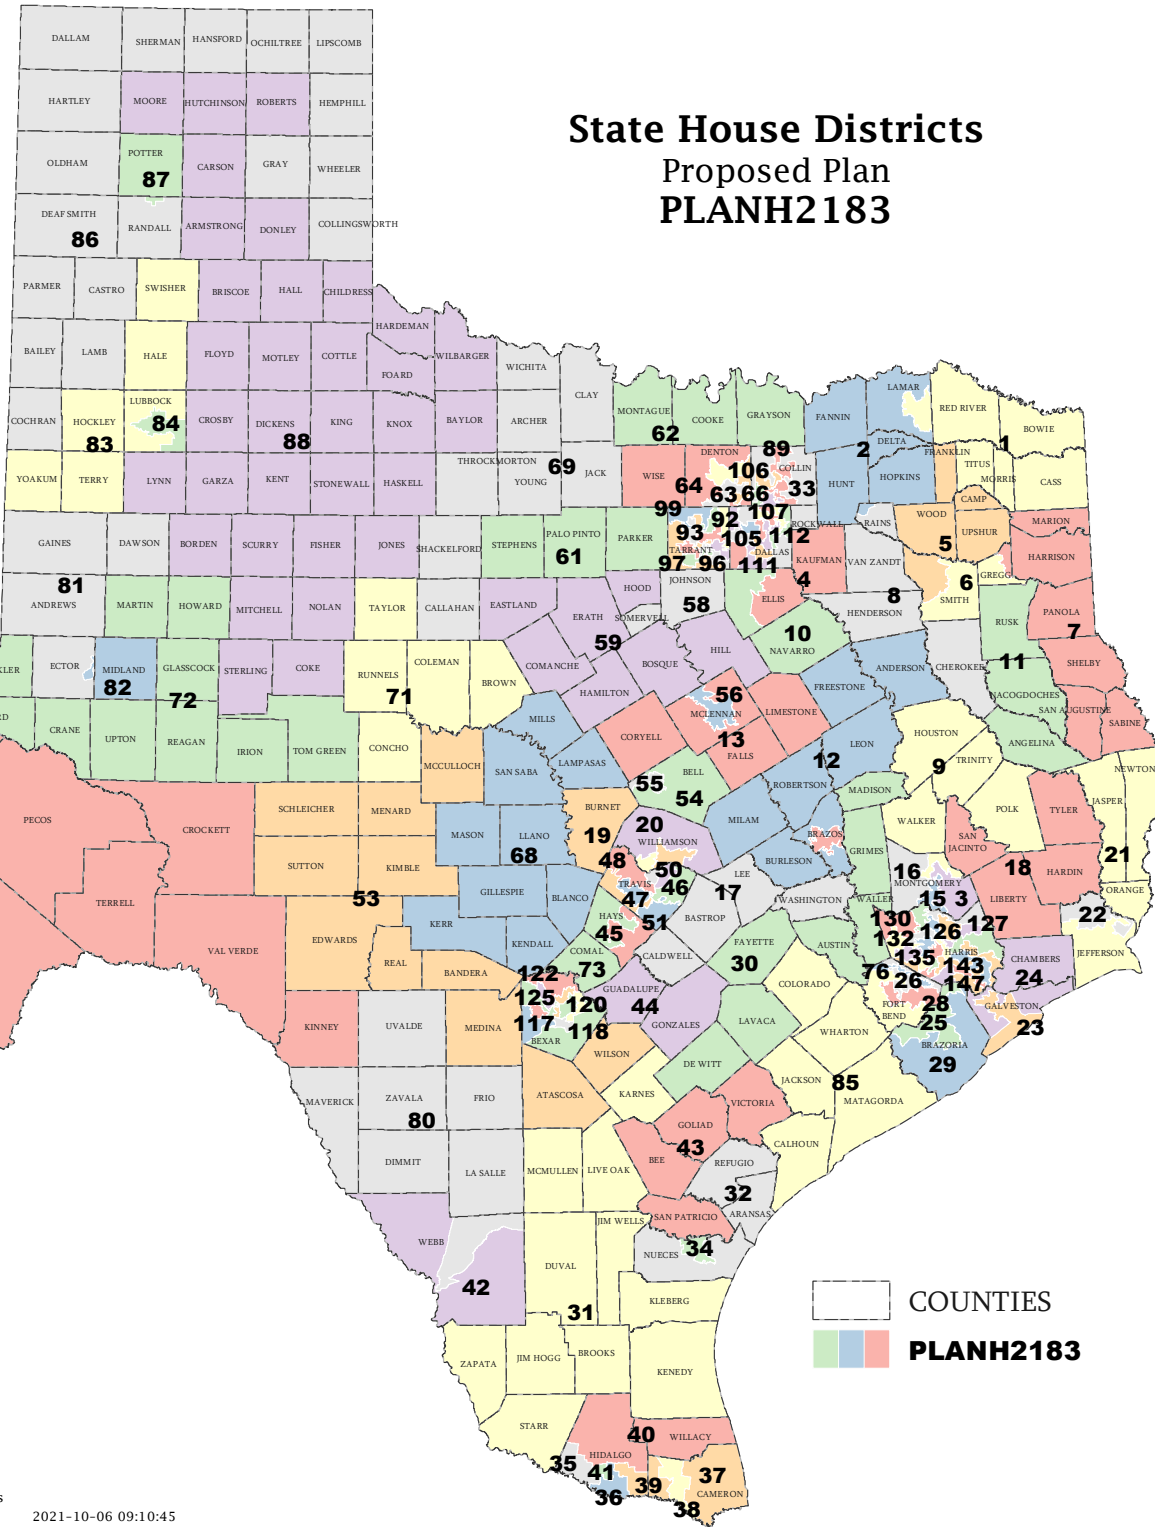 State House Districts
Proposed Plan
PLANH2183
DALLAM
SHERMAN
HANSFORD
OCHILTREE
LIPSCOMB
HARTLEY
MOORE
HUTCHINSON
ROBERTS
HEMPHILL
OLDHAM
POTTER
87
CARSON
GRAY
WHEELER
DEAF SMITH
86
RANDALL
ARMSTRONG
DONLEY
COLLINGSWORTH
PARMER
CASTRO
SWISHER
BRISCOE
HALL
CHILDRESS
HARDEMAN
BAILEY
LAMB
HALE
FLOYD
MOTLEY
COTTLE
FOARD
WILBARGER
WICHITA
CLAY
COCHRAN
HOCKLEY
83
LUBBOCK
84
CROSBY
DICKENS
88
KING
KNOX
BAYLOR
ARCHER
MONTAGUE
62
COOKE
GRAYSON
FANNIN
LAMAR
RED RIVER
BOWIE
1
YOAKUM
TERRY
LYNN
GARZA
KENT
STONEWALL
HASKELL
THROCKMORTON
YOUNG
69
JACK
WISE
64
DENTON
89
106
COLLIN
63
66
33
2
DELTA
HUNT
HOPKINS
FRANKLIN
TITUS
MORRIS
CASS
CAMP
99
92
107
93
105
112
ROCKWALL
TARRANT
DALLAS
97
96
111
RAINS
WOOD
5
UPSHUR
MARION
HARRISON
GAINES
DAWSON
BORDEN
SCURRY
FISHER
JONES
SHACKELFORD
STEPHENS
PALO PINTO
61
PARKER
KAUFMAN
4
VAN ZANDT
8
SMITH
6
GREGG
81
ANDREWS
MARTIN
HOWARD
MITCHELL
NOLAN
TAYLOR
CALLAHAN
EASTLAND
ERATH
HOOD
SOMERVELL
JOHNSON
58
ELLIS
HENDERSON
RUSK
PANOLA
7
KLER
ECTOR
MIDLAND
82
GLASSCOCK
72
STERLING
COKE
RUNNELS
71
COLEMAN
BROWN
COMANCHE
59
HAMILTON
BOSQUE
HILL
10
NAVARRO
ANDERSON
CHEROKEE
11
NACOGDOCHES
SHELBY
SAN AUGUSTINE
SABINE
RD
CRANE
UPTON
REAGAN
IRION
TOM GREEN
CONCHO
MCCULLOCH
MILLS
SAN SABA
LAMPASAS
CORYELL
56
MCLENNAN
13
FALLS
LIMESTONE
FREESTONE
12
LEON
HOUSTON
9
TRINITY
ANGELINA
NEWTON
PECOS
CROCKETT
SCHLEICHER
MENARD
MASON
LLANO
68
BURNET
19
55
BELL
54
MILAM
ROBERTSON
MADISON
WALKER
POLK
TYLER
JASPER
21
SUTTON
KIMBLE
53
GILLESPIE
BLANCO
20
WILLIAMSON
48
50
TRAVIS
46
47
51
LEE
17
BURLESON
BRAZOS
GRIMES
SAN
JACINTO
18
HARDIN
ORANGE
TERRELL
VAL VERDE
EDWARDS
REAL
KERR
KENDALL
BANDERA
HAYS
45
COMAL
73
BASTROP
CALDWELL
WASHINGTON
16
MONTGOMERY
15
3
LIBERTY
22
JEFFERSON
WALLER
130
132
126
127
HARRIS
135
143
147
CHAMBERS
24
FAYETTE
30
AUSTIN
76
26
FORT
BEND
28
25
GALVESTON
23
BRAZORIA
29
KINNEY
UVALDE
MEDINA
122
125
120
117
118
BEXAR
GUADALUPE
44
GONZALES
WILSON
LAVACA
COLORADO
WHARTON
MAVERICK
ZAVALA
80
FRIO
ATASCOSA
KARNES
DE WITT
JACKSON
85
MATAGORDA
DIMMIT
LA SALLE
MCMULLEN
LIVE OAK
BEE
GOLIAD
43
VICTORIA
CALHOUN
REFUGIO
32
ARANSAS
WEBB
42
DUVAL
31
JIM WELLS
SAN PATRICIO
NUECES
34
KLEBERG
ZAPATA
JIM HOGG
BROOKS
KENEDY
STARR
HIDALGO
40
WILLACY
35
41
36
39
37
CAMERON
38
COUNTIES
PLANH2183
s
2021-10-06 09:10:45